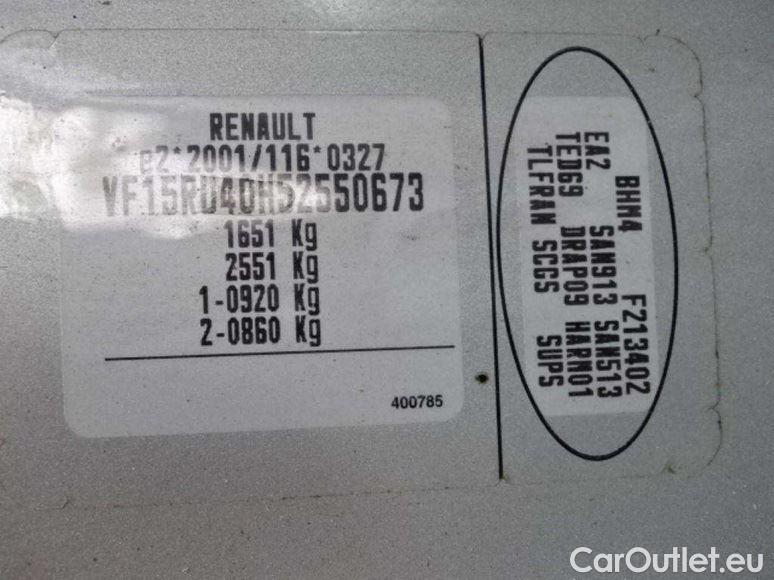 RENAULT
e2*2001/116*0327
VF15RU40H52550673
1651 Kg
2551 Kg
1-0920 Kg
2-0860 Kg
400785
BHM4 F213402
EA2 SAN913 SAN513
TED69 DRAP09 HARN01
TLFRAN SCGS SUPS
CarOutlet.eu